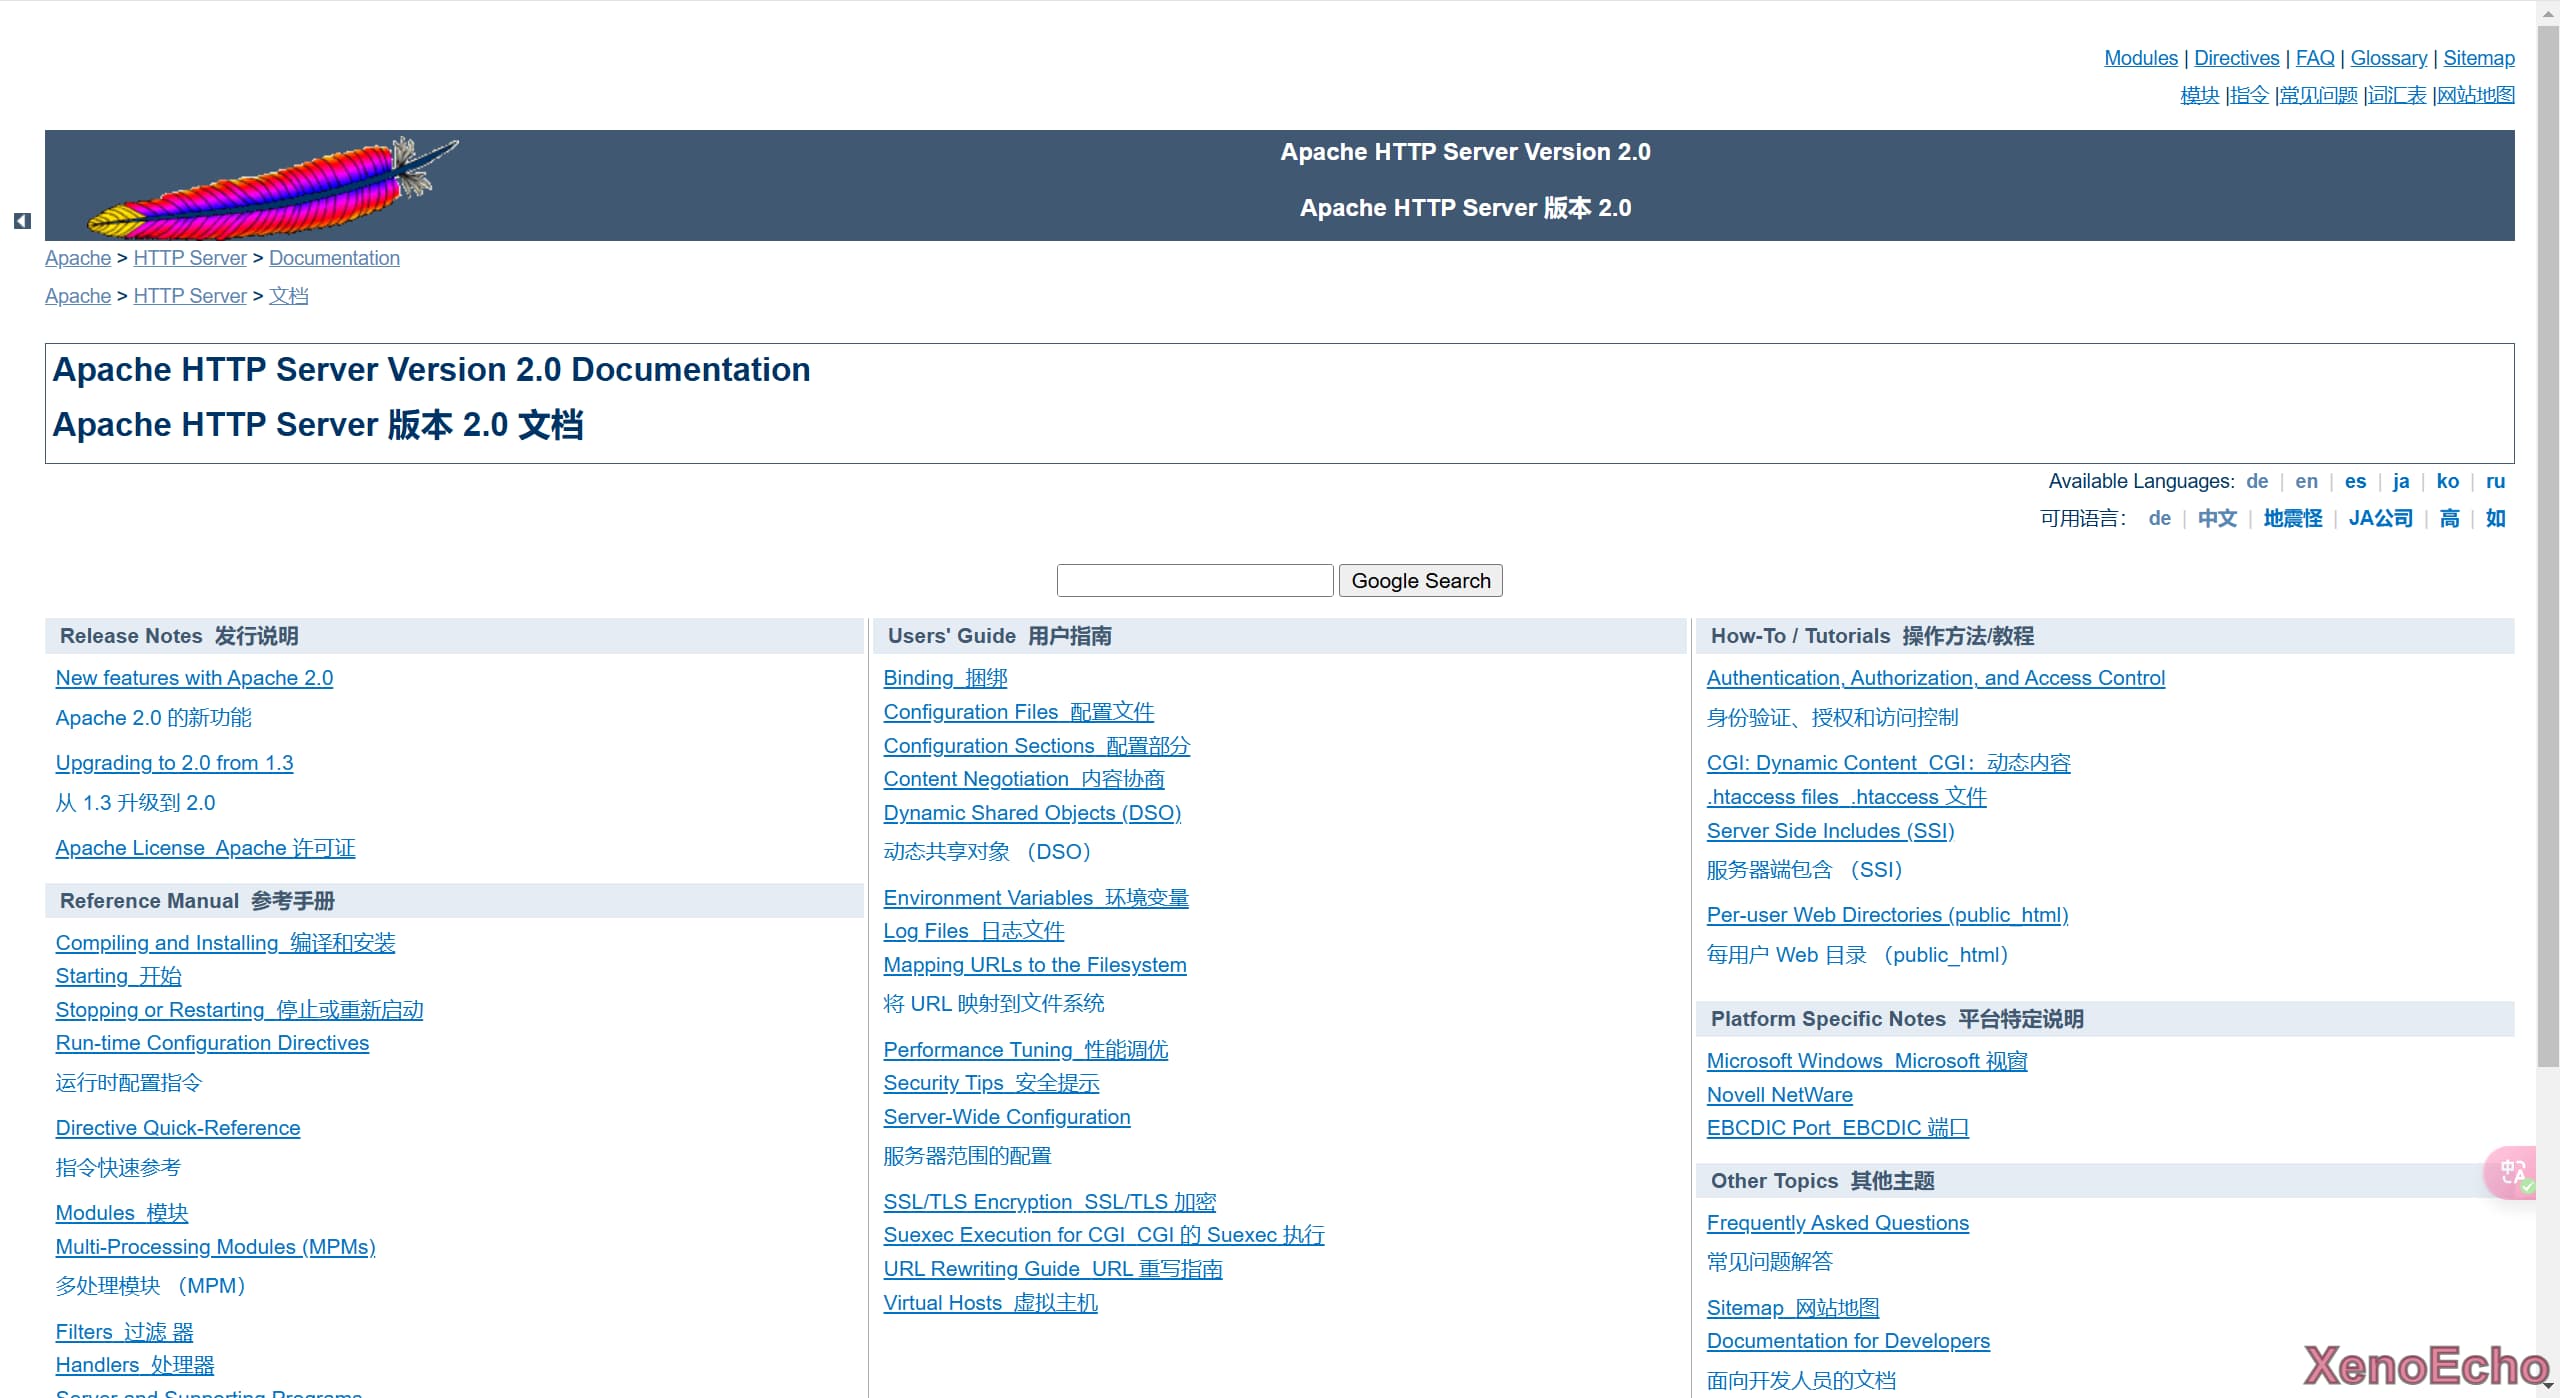 Modules | Directives | FAQ | Glossary | Sitemap
模块 |指令 |常见问题 |词汇表 |网站地图
Apache HTTP Server Version 2.0
Apache HTTP Server 版本 2.0
Apache > HTTP Server > Documentation
Apache > HTTP Server > 文档
Apache HTTP Server Version 2.0 Documentation
Apache HTTP Server 版本 2.0 文档
Available Languages: de | en | es | ja | ko | ru
可用语言： de | 中文 | 地震怪 | JA公司 | 高 | 如
Google Search
Release Notes 发行说明
New features with Apache 2.0
Apache 2.0 的新功能
Upgrading to 2.0 from 1.3
从 1.3 升级到 2.0
Apache License Apache 许可证
Reference Manual 参考手册
Compiling and Installing 编译和安装
Starting 开始
Stopping or Restarting 停止或重新启动
Run-time Configuration Directives
运行时配置指令
Directive Quick-Reference
指令快速参考
Modules 模块
Multi-Processing Modules (MPMs)
多处理模块 （MPM）
Filters 过滤 器
Handlers 处理器
Server and Supporting Programs
Users' Guide 用户指南
Binding 捆绑
Configuration Files 配置文件
Configuration Sections 配置部分
Content Negotiation 内容协商
Dynamic Shared Objects (DSO)
动态共享对象 （DSO）
Environment Variables 环境变量
Log Files 日志文件
Mapping URLs to the Filesystem
将 URL 映射到文件系统
Performance Tuning 性能调优
Security Tips 安全提示
Server-Wide Configuration
服务器范围的配置
SSL/TLS Encryption SSL/TLS 加密
Suexec Execution for CGI CGI 的 Suexec 执行
URL Rewriting Guide URL 重写指南
Virtual Hosts 虚拟主机
How-To / Tutorials 操作方法/教程
Authentication, Authorization, and Access Control
身份验证、授权和访问控制
CGI: Dynamic Content CGI：动态内容
.htaccess files .htaccess 文件
Server Side Includes (SSI)
服务器端包含 （SSI）
Per-user Web Directories (public_html)
每用户 Web 目录 （public_html）
Platform Specific Notes 平台特定说明
Microsoft Windows Microsoft 视窗
Novell NetWare
EBCDIC Port EBCDIC 端口
Other Topics 其他主题
Frequently Asked Questions
常见问题解答
Sitemap 网站地图
Documentation for Developers
面向开发人员的文档
XenoEcho